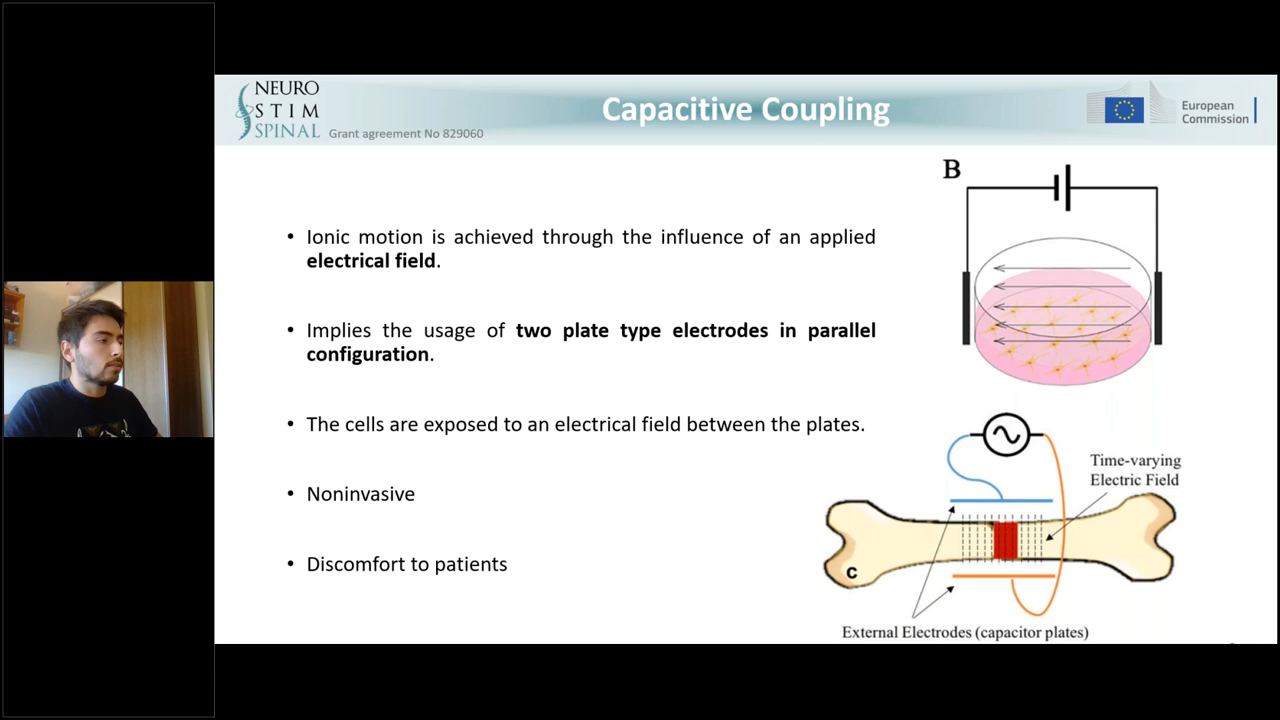 NEURO
STIM
SPINAL
Grant agreement No 829060
Capacitive Coupling
European
Commission
B
• Ionic motion is achieved through the influence of an applied
electrical field.
• Implies the usage of two plate type electrodes in parallel
configuration.
• The cells are exposed to an electrical field between the plates.
• Noninvasive
• Discomfort to patients
Time-varying
Electric Field
C
External Electrodes (capacitor plates)